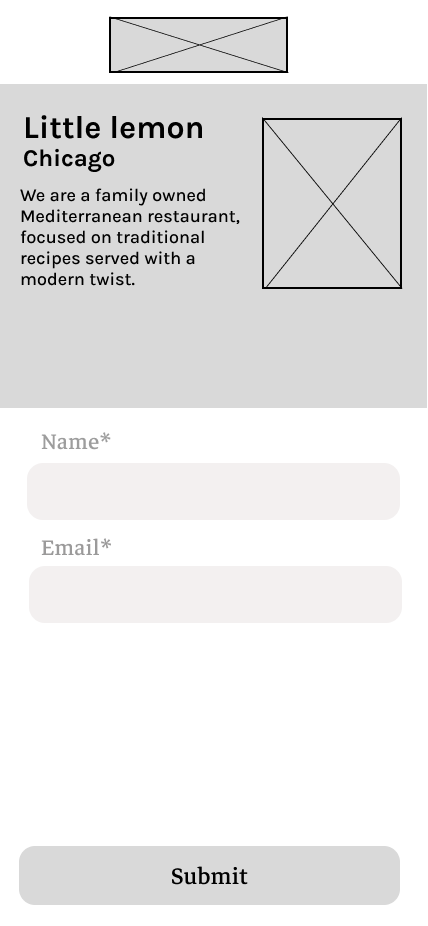 Little lemon
Chicago
We are a family owned
Mediterranean restaurant,
focused on traditional
recipes served with a
modern twist.
Name*
Email*
Submit